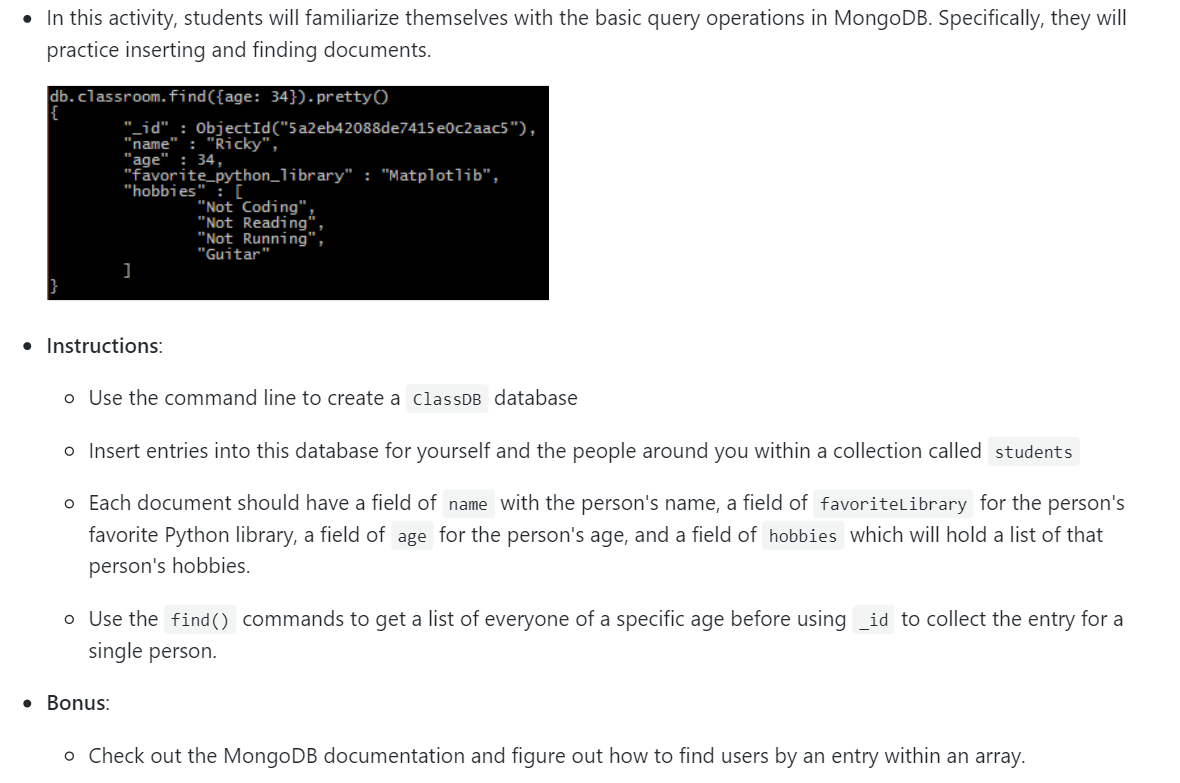 In this activity, students will familiarize themselves with the basic query operations in MongoDB. Specifically, they will
practice inserting and finding documents.
db.classroom.find({age: 34}).pretty()
{
"_id" : ObjectId("5a2eb42088de7415e0c2aac5"),
"name" : "Ricky",
"age" : 34,
"favorite_python_library" : "Matplotlib",
"hobbies" : [
"Not Coding",
"Not Reading",
"Not Running",
"Guitar"
]
}
Instructions:
Use the command line to create a ClassDB database
Insert entries into this database for yourself and the people around you within a collection called students
Each document should have a field of name with the person's name, a field of favoriteLibrary for the person's
favorite Python library, a field of age for the person's age, and a field of hobbies which will hold a list of that
person's hobbies.
Use the find() commands to get a list of everyone of a specific age before using _id to collect the entry for a
single person.
Bonus:
Check out the MongoDB documentation and figure out how to find users by an entry within an array.